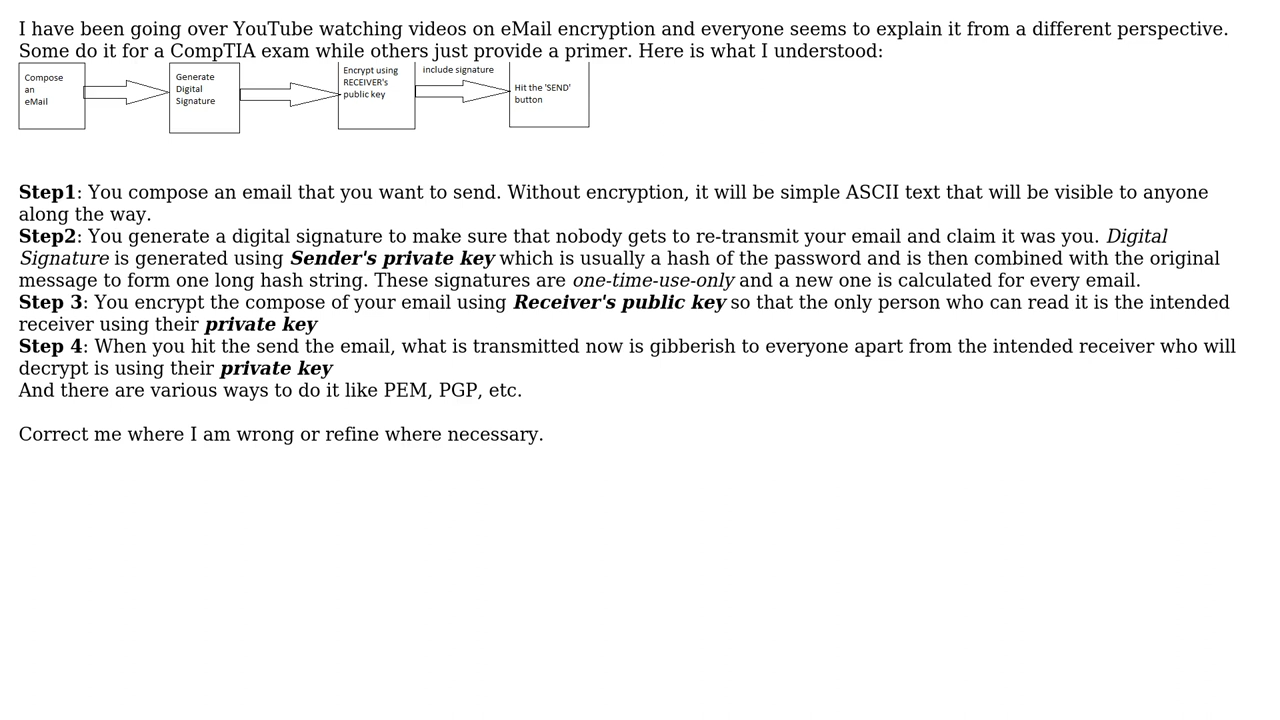 I have been going over YouTube watching videos on eMail encryption and everyone seems to explain it from a different perspective.
Some do it for a CompTIA exam while others just provide a primer. Here is what I understood:
Compose
an
eMail
Generate
Digital
Signature
Encrypt using
RECEIVER's
public key
include signature
Hit the 'SEND'
button
Step1: You compose an email that you want to send. Without encryption, it will be simple ASCII text that will be visible to anyone
along the way.
Step2: You generate a digital signature to make sure that nobody gets to re-transmit your email and claim it was you. Digital
Signature is generated using Sender's private key which is usually a hash of the password and is then combined with the original
message to form one long hash string. These signatures are one-time-use-only and a new one is calculated for every email.
Step 3: You encrypt the compose of your email using Receiver's public key so that the only person who can read it is the intended
receiver using their private key
Step 4: When you hit the send the email, what is transmitted now is gibberish to everyone apart from the intended receiver who will
decrypt is using their private key
And there are various ways to do it like PEM, PGP, etc.
Correct me where I am wrong or refine where necessary.